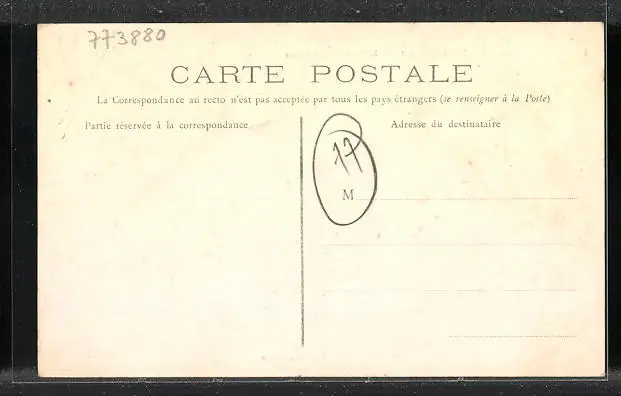 773880
CARTE POSTALE
La Correspondance au recto n'est pas acceptée par tous les pays étrangers (se renseigner à la Poste)
Partie réservée à la correspondance
Adresse du destinataire
17
M